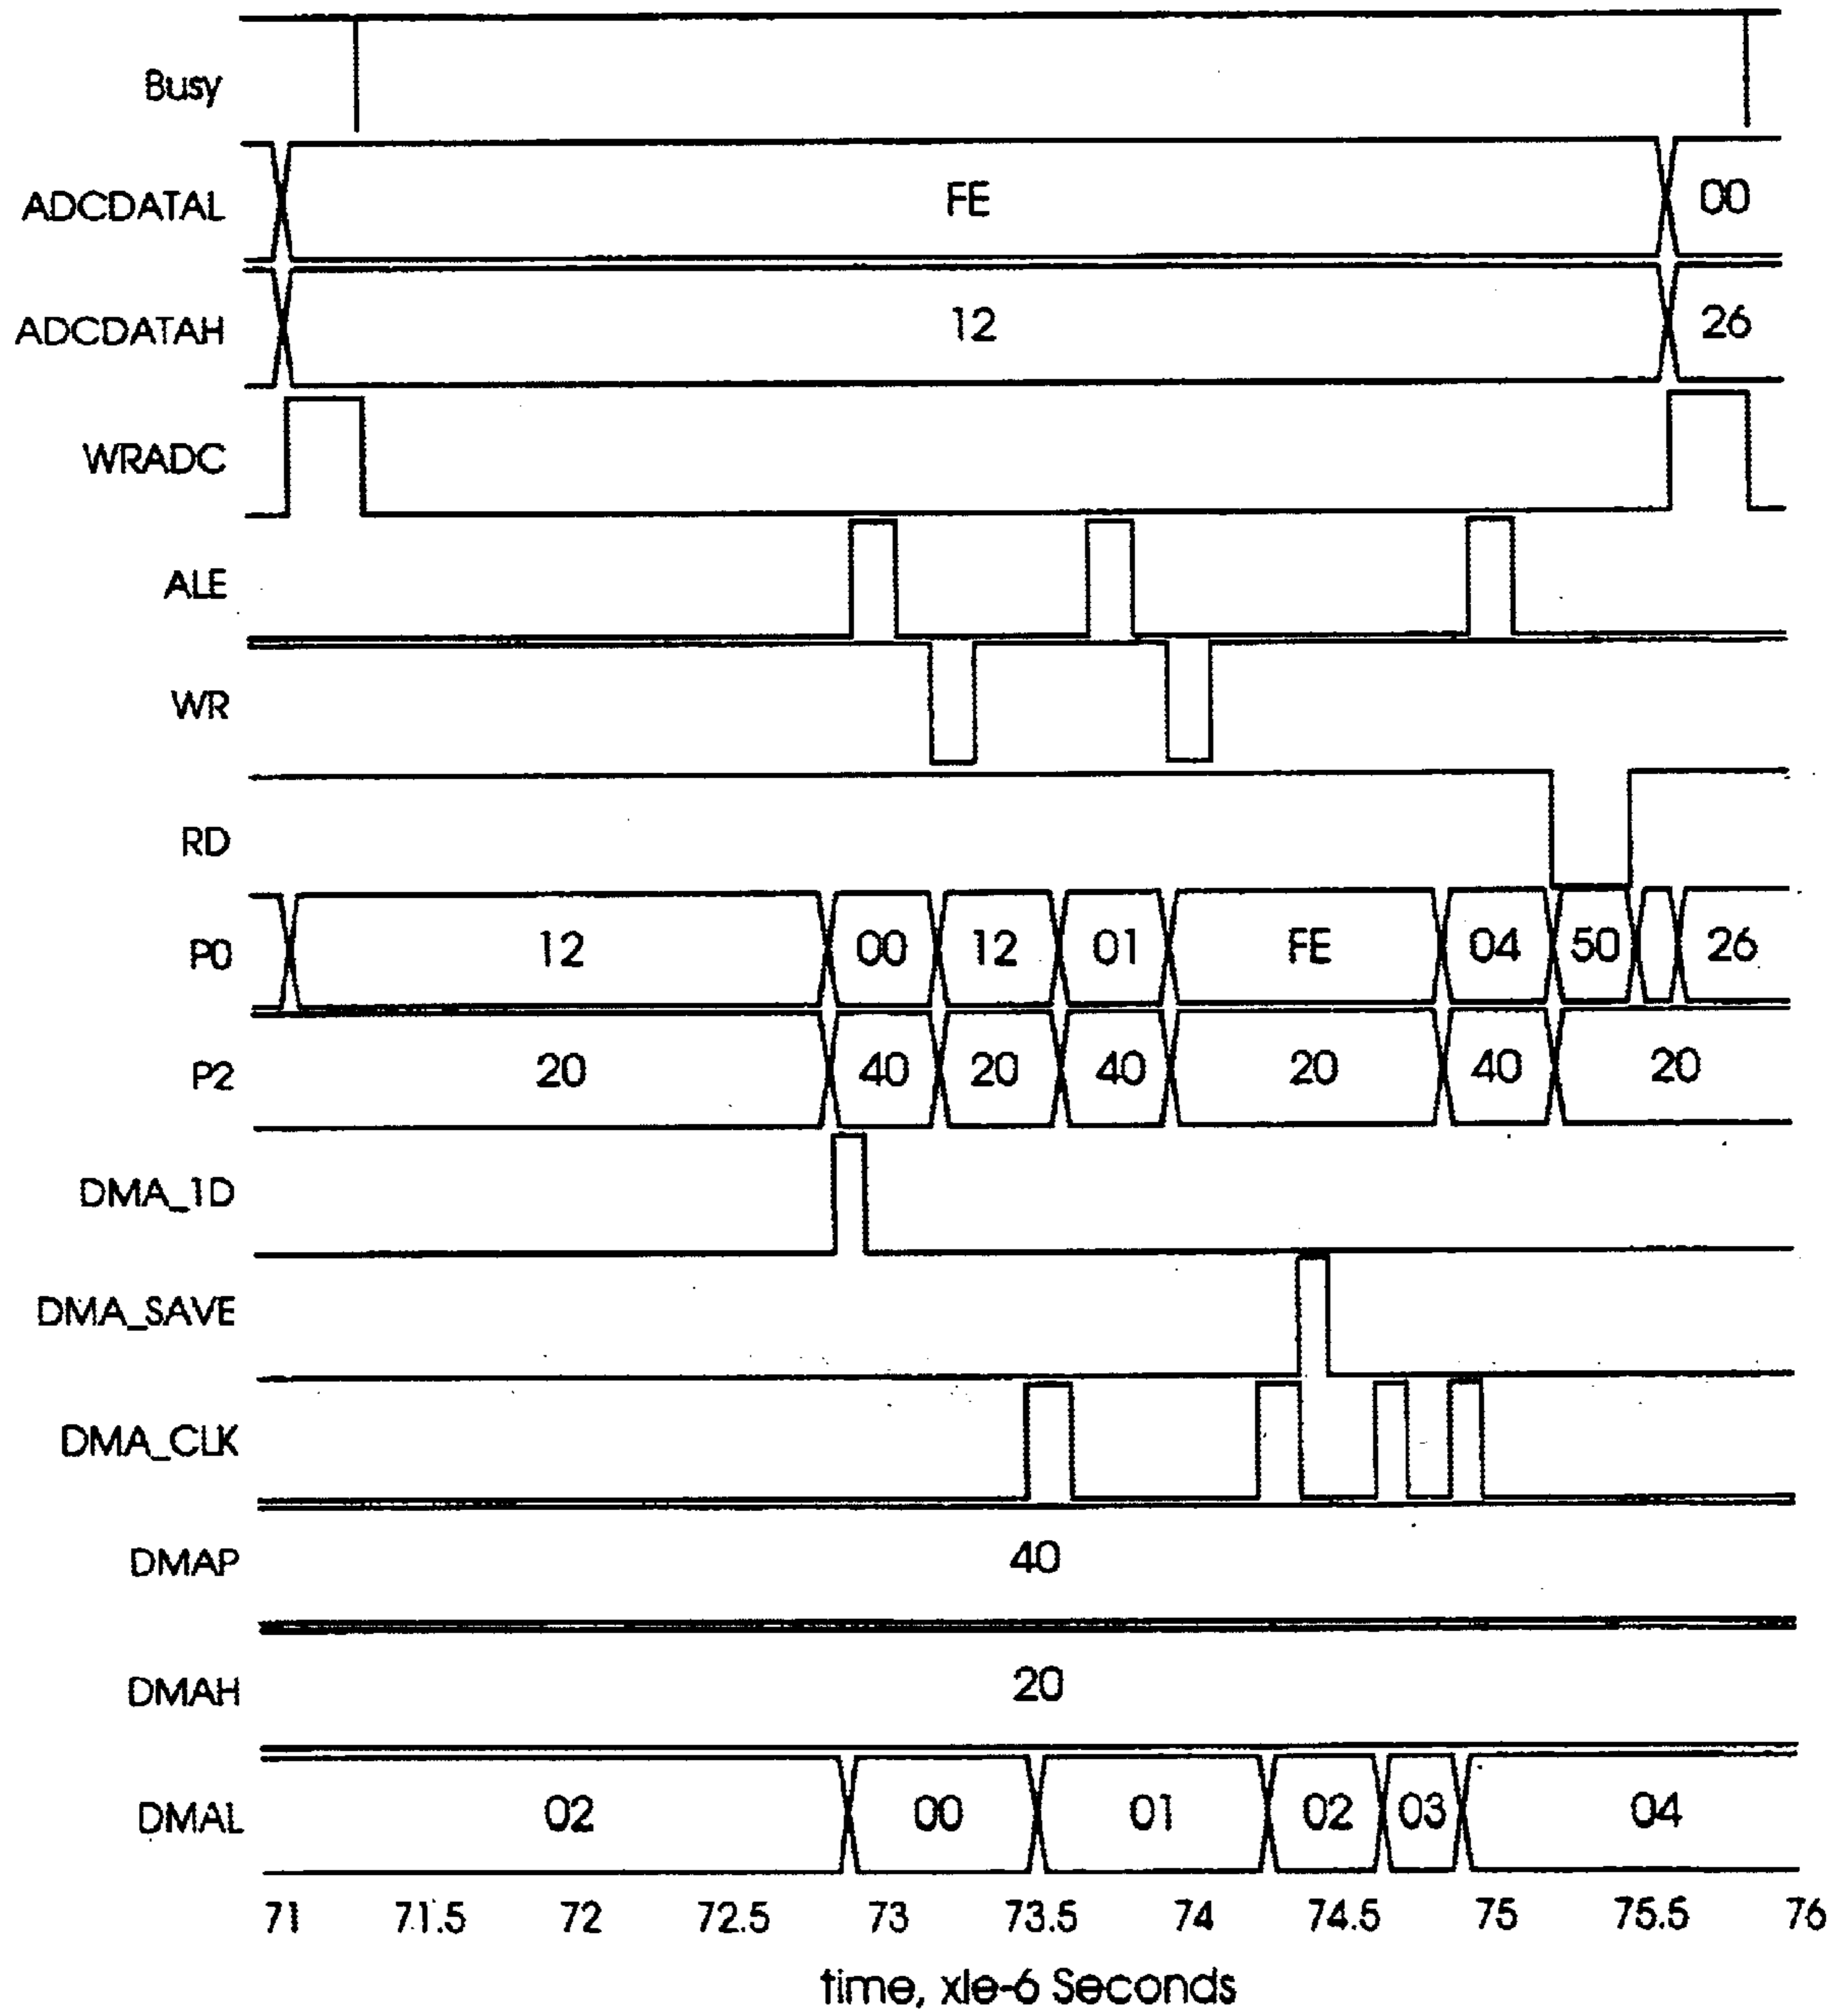 Busy
ADCDATAL FE 00
ADCDATAH 12 26
WRADC
ALE
WR
RD
P0 12 00 12 01 FE 04 50 26
P2 20 40 20 40 20 40 20
DMA_1D
DMA_SAVE
DMA_CLK
DMAP 40
DMAH 20
DMAL 02 00 01 02 03 04
71 71.5 72 72.5 73 73.5 74 74.5 75 75.5 76
time, xle-6 Seconds